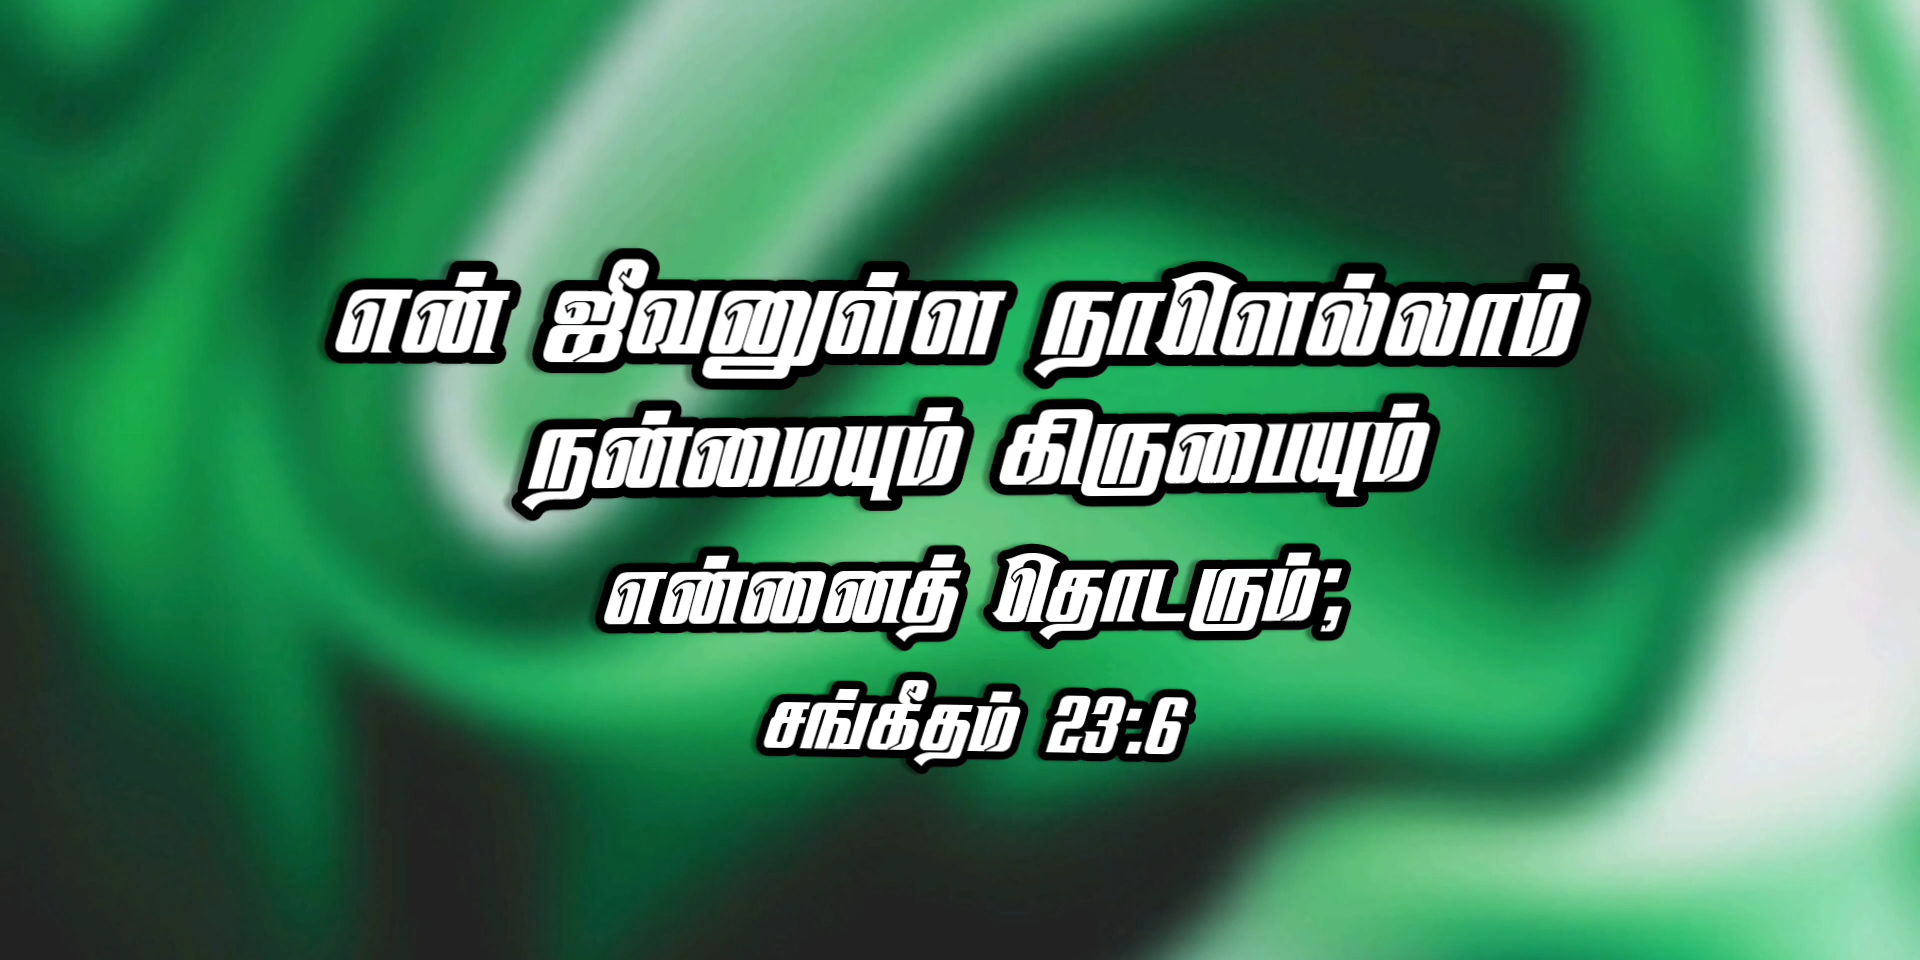 என் ஜீவனுள்ள நாளெல்லாம்
நன்மையும் கிருபையும்
என்னைத் தொடரும்;
சங்கீதம் 23:6